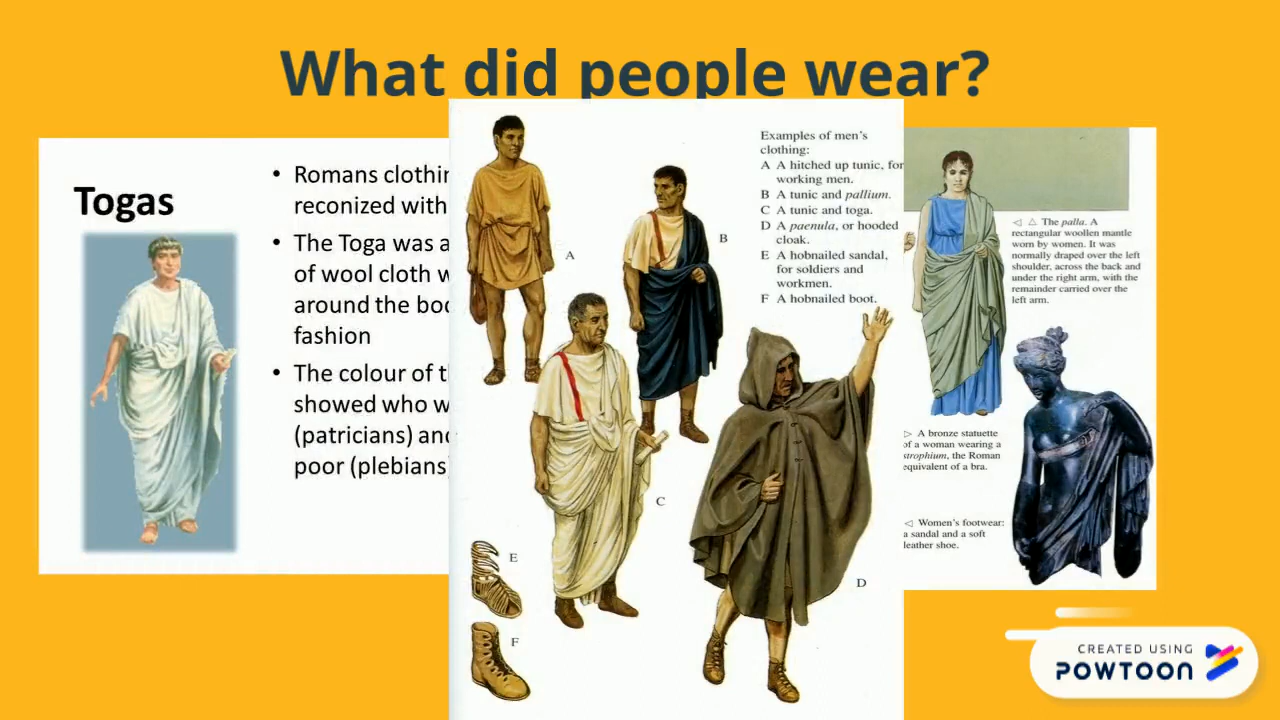 What did people wear?
Togas
• Romans clothin
reconized with
• The Toga was a
of wool cloth w
around the bod
fashion
• The colour of th
showed who w
(patricians) and
poor (plebians)
Examples of men's
clothing:
A A hitched up tunic, for
working men.
B A tunic and pallium.
C A tunic and toga.
D A paenula, or hooded
cloak.
E A hobnailed sandal,
for soldiers and
workmen.
F A hobnailed boot.
A
B
C
D
E
F
◁ △ The palla. A
rectangular woollen mantle
worn by women. It was
normally draped over the left
shoulder, across the back and
under the right arm, with the
remainder carried over the
left arm.
▷ A bronze statuette
of a woman wearing a
strophium, the Roman
equivalent of a bra.
◁ Women's footwear:
a sandal and a soft
leather shoe.
CREATED USING
POWTOON